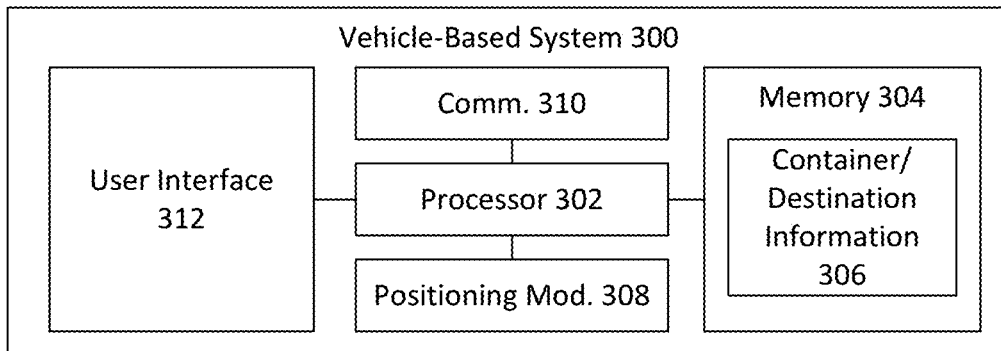 Vehicle-Based System 300
User Interface
312
Comm. 310
Processor 302
Positioning Mod. 308
Memory 304
Container/
Destination
Information
306